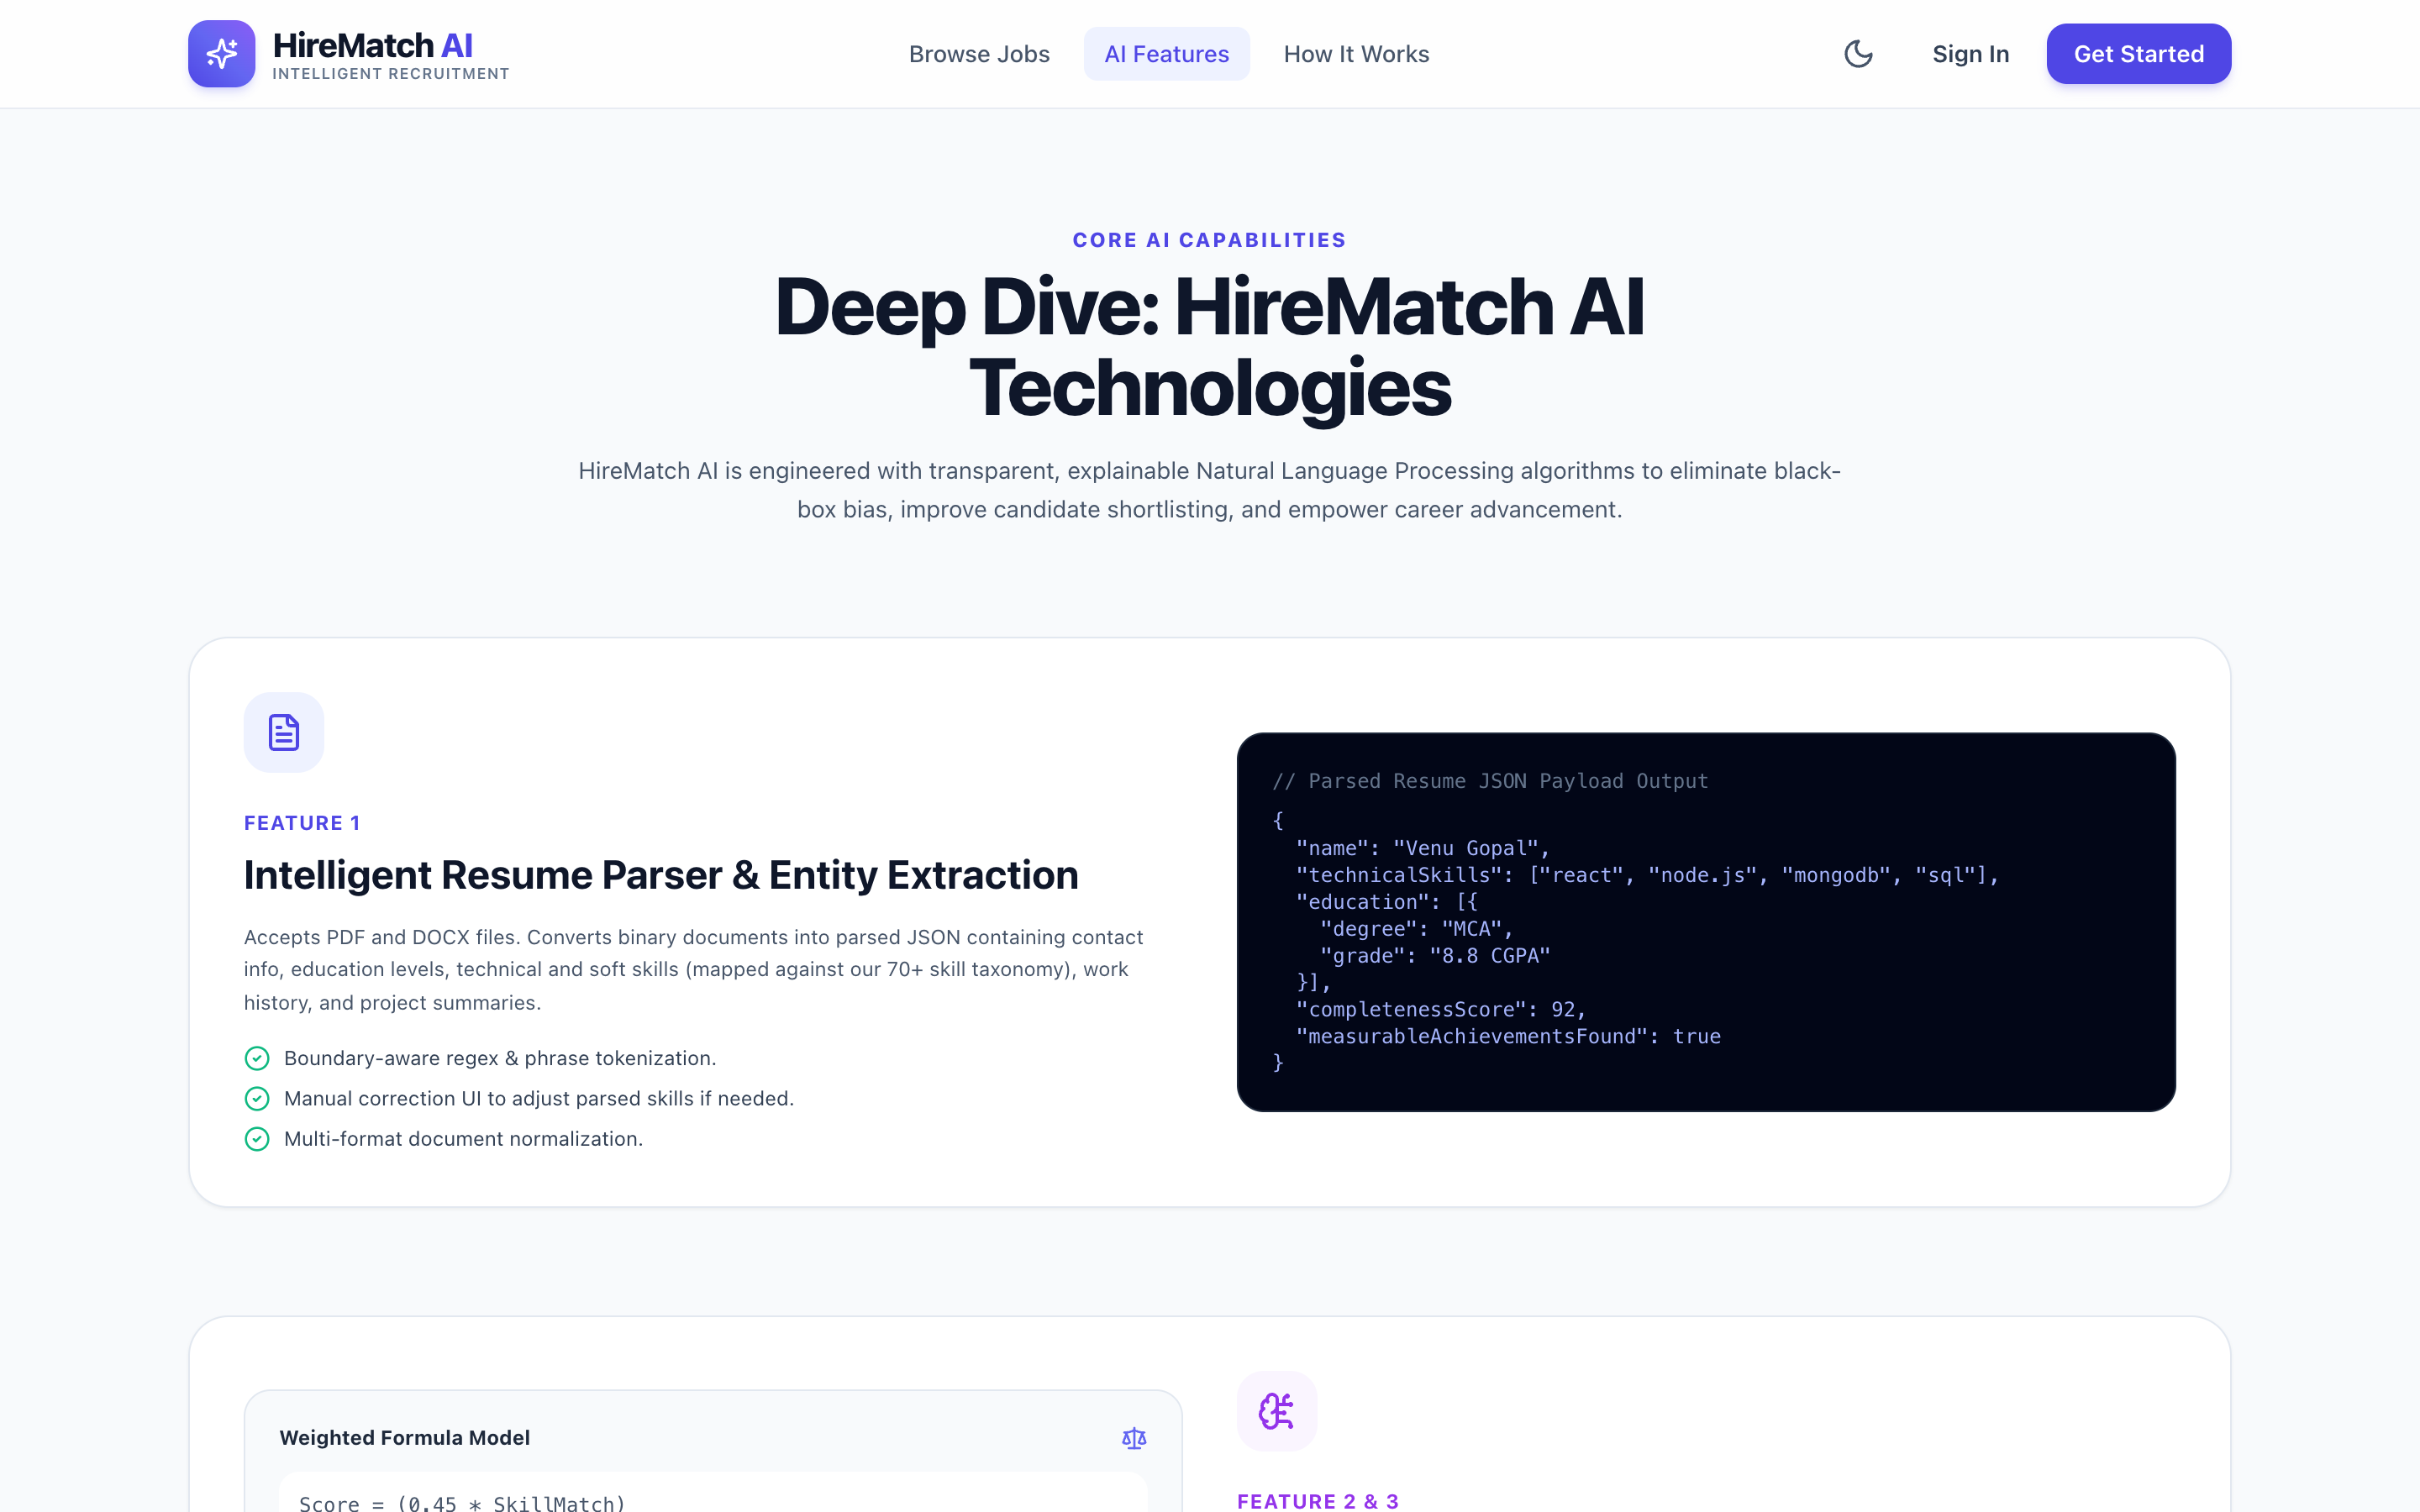 HireMatch AI
INTELLIGENT RECRUITMENT
Browse Jobs
AI Features
How It Works
Sign In
Get Started
CORE AI CAPABILITIES
Deep Dive: HireMatch AI
Technologies
HireMatch AI is engineered with transparent, explainable Natural Language Processing algorithms to eliminate black-
box bias, improve candidate shortlisting, and empower career advancement.
FEATURE 1
Intelligent Resume Parser & Entity Extraction
Accepts PDF and DOCX files. Converts binary documents into parsed JSON containing contact
info, education levels, technical and soft skills (mapped against our 70+ skill taxonomy), work
history, and project summaries.
Boundary-aware regex & phrase tokenization.
Manual correction UI to adjust parsed skills if needed.
Multi-format document normalization.
// Parsed Resume JSON Payload Output
{
  "name": "Venu Gopal",
  "technicalSkills": ["react", "node.js", "mongodb", "sql"],
  "education": [{
    "degree": "MCA",
    "grade": "8.8 CGPA"
  }],
  "completenessScore": 92,
  "measurableAchievementsFound": true
}
Weighted Formula Model
Score = (0.45 * SkillMatch)
FEATURE 2 & 3